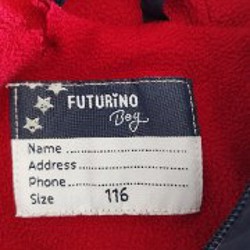 FUTURINO
Boy
Name
Address
Phone
Size 116